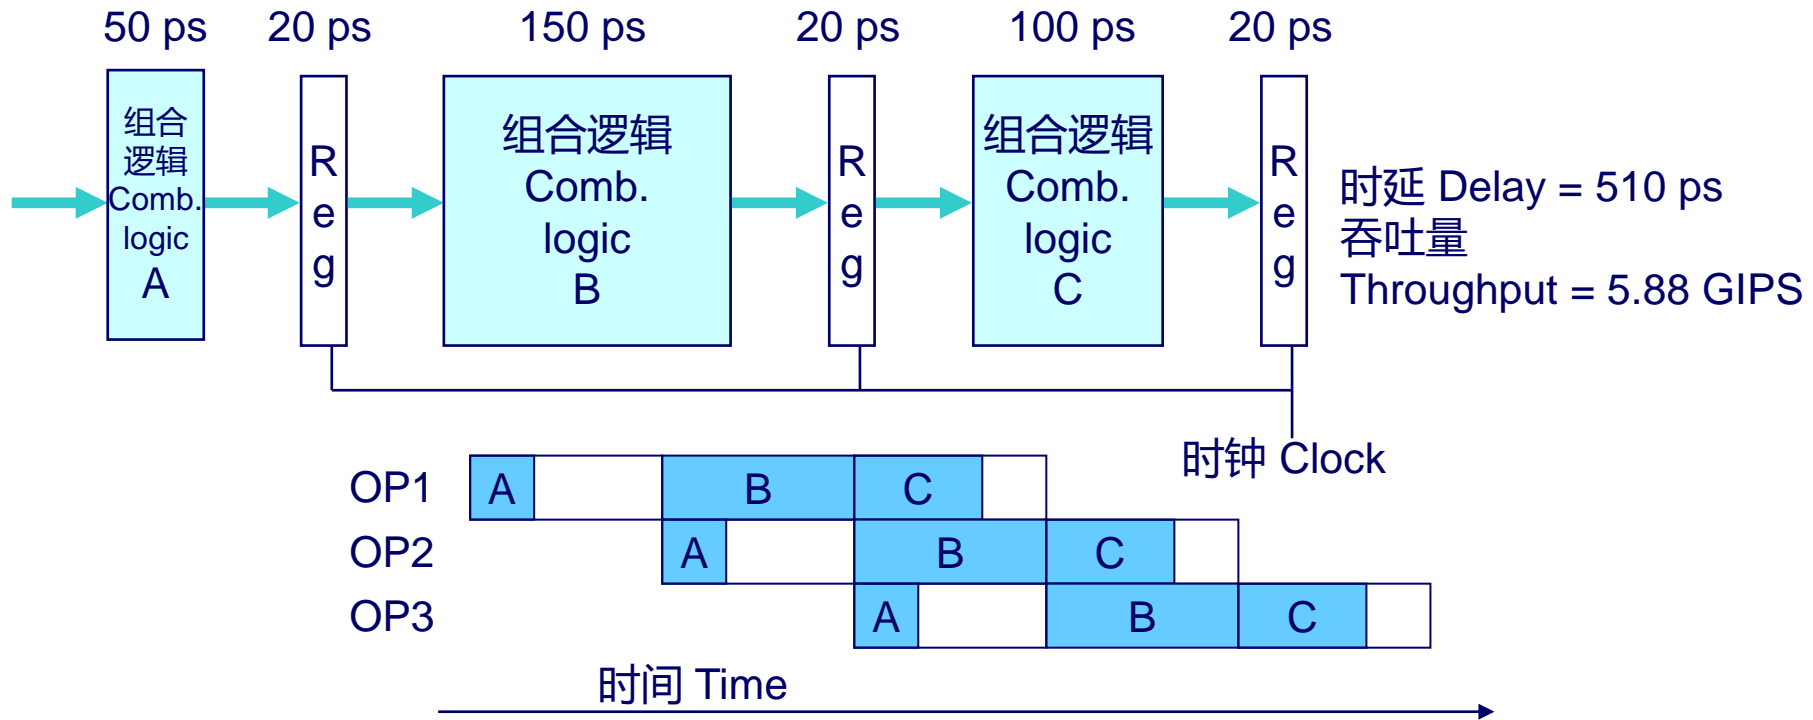 50 ps
20 ps
150 ps
20 ps
100 ps
20 ps
组合
逻辑
Comb.
logic
A
R
e
g
组合逻辑
Comb.
logic
B
R
e
g
组合逻辑
Comb.
logic
C
R
e
g
时延 Delay = 510 ps
吞吐量
Throughput = 5.88 GIPS
时钟 Clock
OP1 A B C
OP2 A B C
OP3 A B C
时间 Time